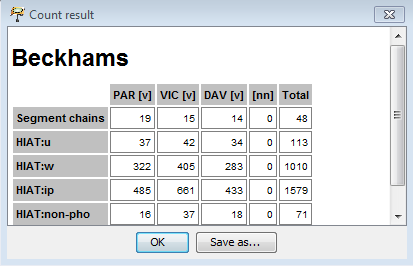 Count result
Beckhams
PAR [v] VIC [v] DAV [v] [nn] Total
Segment chains 19 15 14 0 48
HIAT:u 37 42 34 0 113
HIAT:w 322 405 283 0 1010
HIAT:ip 485 661 433 0 1579
HIAT:non-pho 16 37 18 0 71
OK Save as...